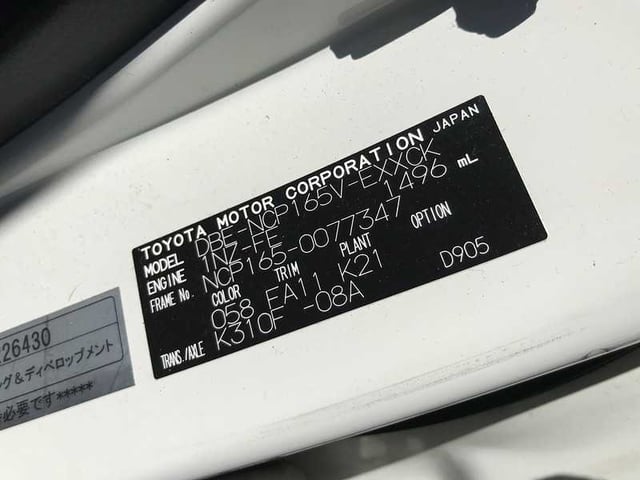 TOYOTA MOTOR CORPORATION JAPAN
MODEL DBE-NCP165V-EXXCK
ENGINE 1NZ-FE 1496 mL
FRAME No. NCP165-0077347
COLOR TRIM PLANT OPTION
058 FA11 K21
TRANS./AXLE K310F -08A D905
26430
グ&ディベロップメント
必要です*****